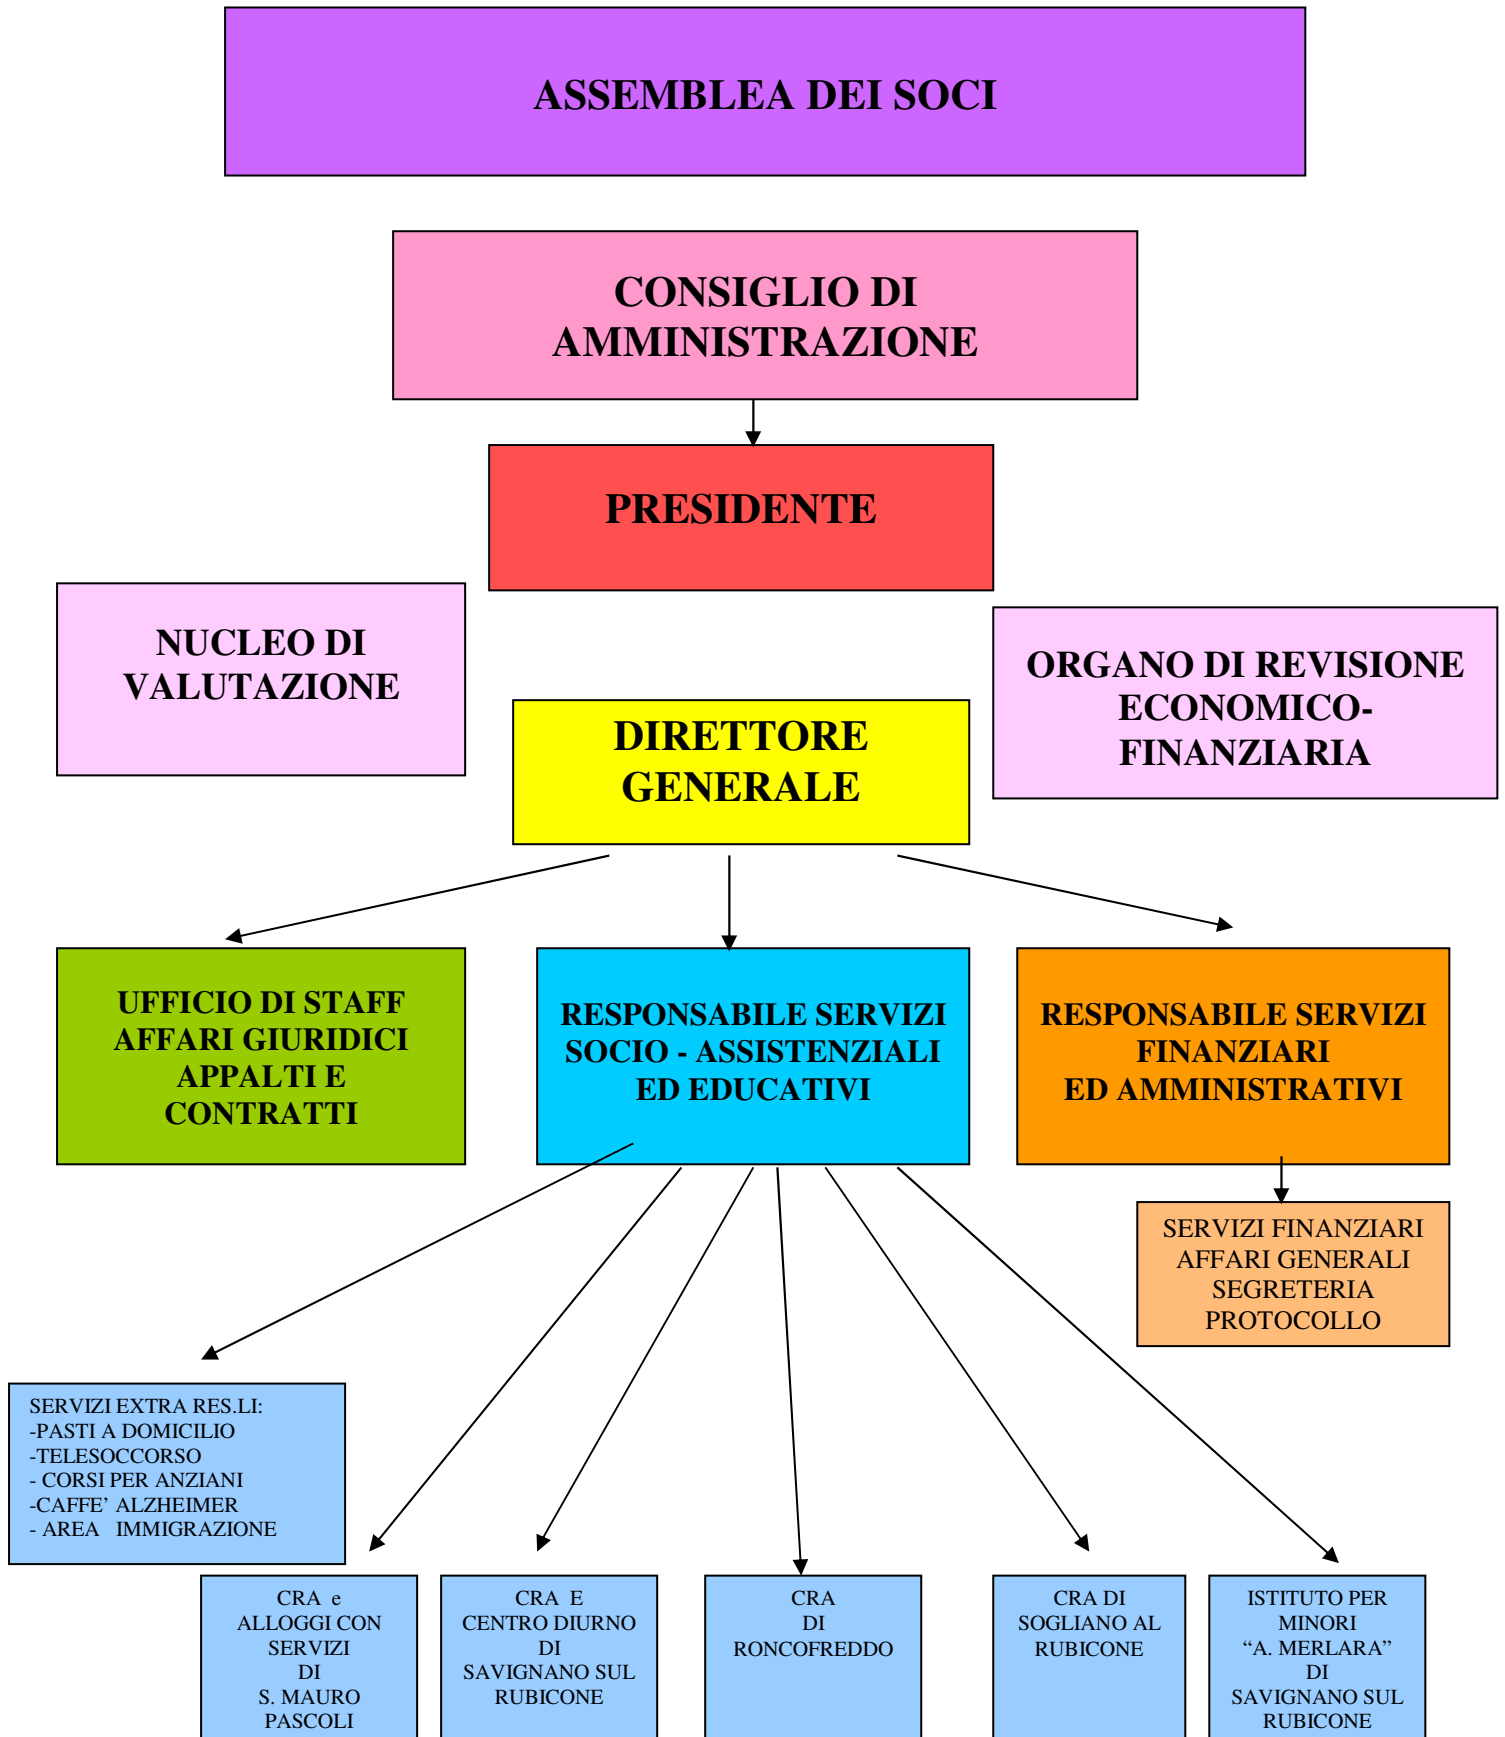 ASSEMBLEA DEI SOCI
CONSIGLIO DI
AMMINISTRAZIONE
PRESIDENTE
NUCLEO DI
VALUTAZIONE
ORGANO DI REVISIONE
ECONOMICO-
FINANZIARIA
DIRETTORE
GENERALE
UFFICIO DI STAFF
AFFARI GIURIDICI
APPALTI E
CONTRATTI
RESPONSABILE SERVIZI
SOCIO - ASSISTENZIALI
ED EDUCATIVI
RESPONSABILE SERVIZI
FINANZIARI
ED AMMINISTRATIVI
SERVIZI FINANZIARI
AFFARI GENERALI
SEGRETERIA
PROTOCOLLO
SERVIZI EXTRA RES.LI:
-PASTI A DOMICILIO
-TELESOCCORSO
- CORSI PER ANZIANI
-CAFFE’ ALZHEIMER
- AREA IMMIGRAZIONE
CRA e
ALLOGGI CON
SERVIZI
DI
S. MAURO
PASCOLI
CRA E
CENTRO DIURNO
DI
SAVIGNANO SUL
RUBICONE
CRA
DI
RONCOFREDDO
CRA DI
SOGLIANO AL
RUBICONE
ISTITUTO PER
MINORI
“A. MERLARA”
DI
SAVIGNANO SUL
RUBICONE